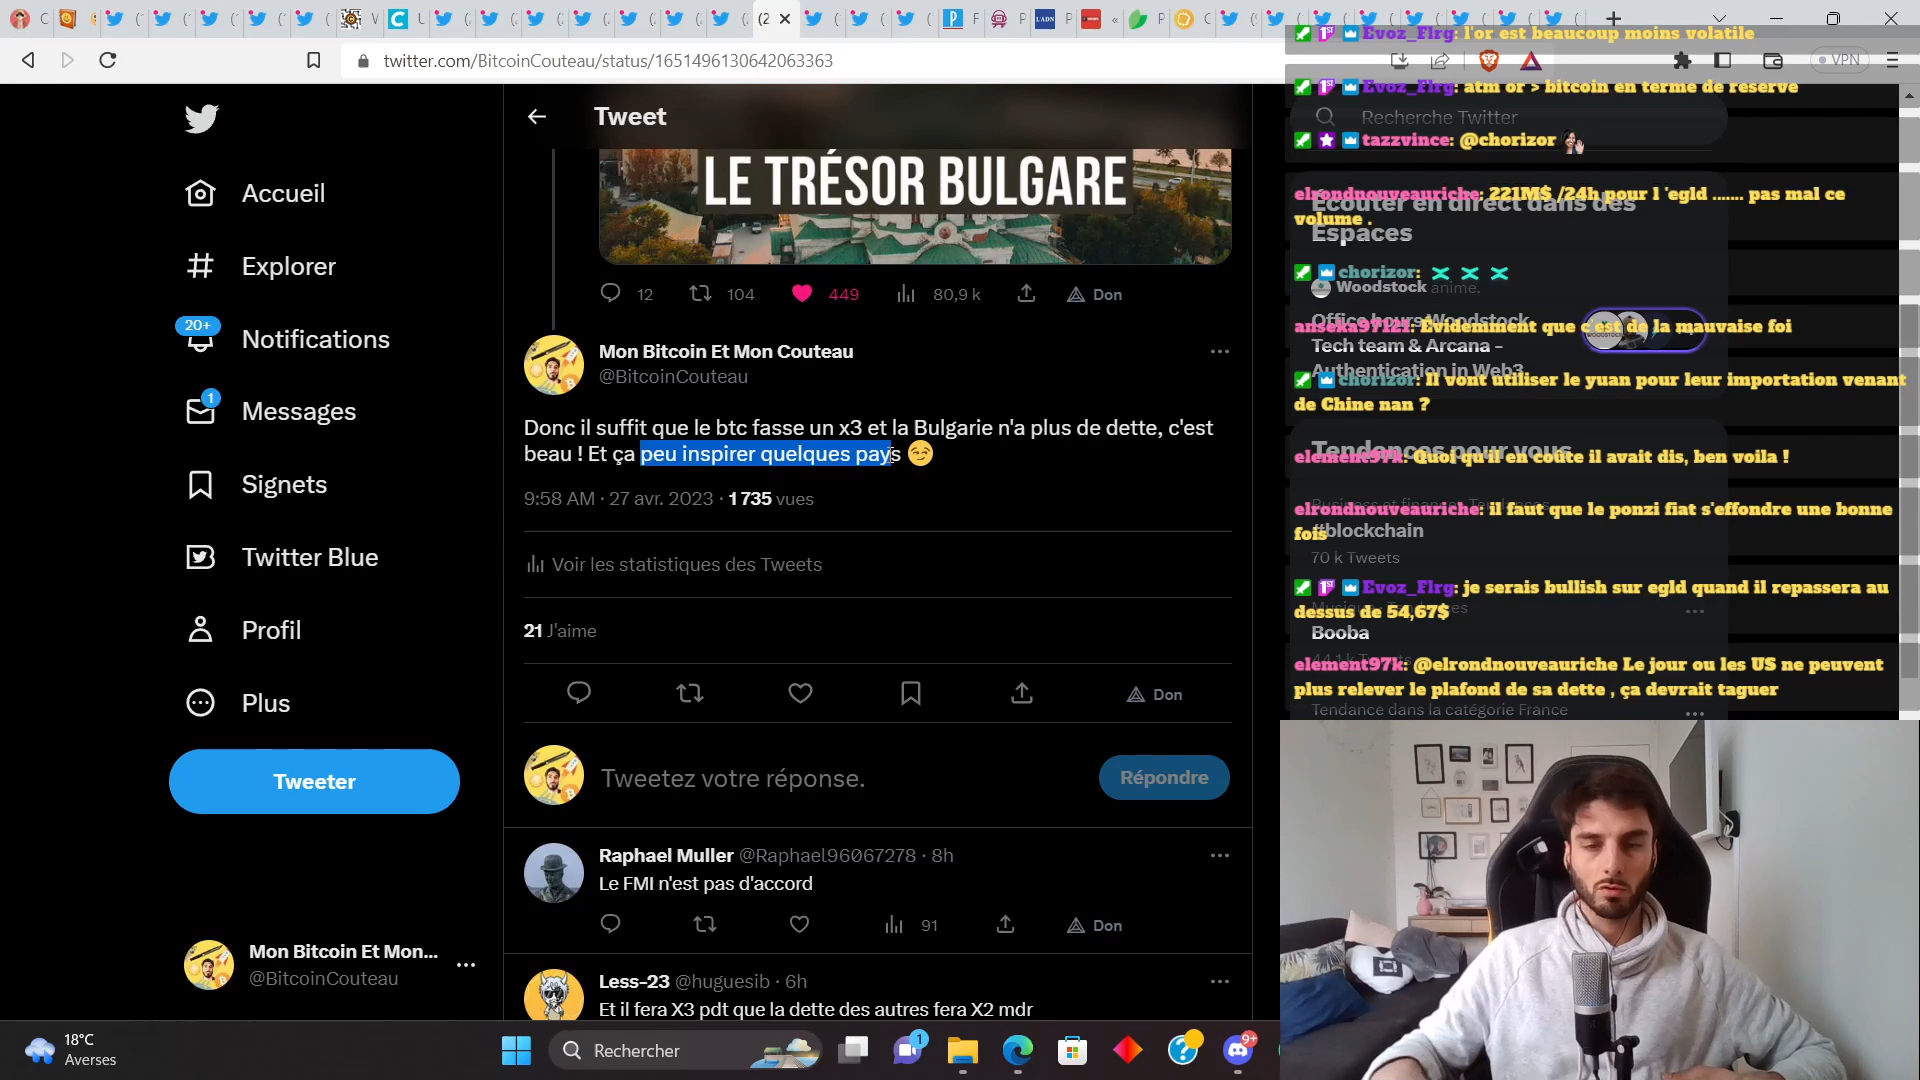 twitter.com/BitcoinCouteau/status/1651496130642063363
VPN
Tweet
Accueil
Explorer
20+
Notifications
1
Messages
Signets
Twitter Blue
Profil
Plus
Tweeter
Mon Bitcoin Et Mon...
@BitcoinCouteau
LE TRÉSOR BULGARE
12 104 449 80,9 k Don
Mon Bitcoin Et Mon Couteau
@BitcoinCouteau
Donc il suffit que le btc fasse un x3 et la Bulgarie n'a plus de dette, c'est
beau ! Et ça peu inspirer quelques pays 😏
9:58 AM · 27 avr. 2023 · 1 735 vues
Voir les statistiques des Tweets
21 J'aime
Don
Tweetez votre réponse.
Répondre
Raphael Muller @Raphael96067278 · 8h
Le FMI n'est pas d'accord
91 Don
Less-23 @huguesib · 6h
Et il fera X3 pdt que la dette des autres fera X2 mdr
Evoz_Flrg: l'or est beaucoup moins volatile
Evoz_Flrg: atm or > bitcoin en terme de reserve
Recherche Twitter
tazzvince: @chorizor
elrondnouveauriche: 221M$ /24h pour l 'egld ....... pas mal ce
volume .
Écouter en direct dans des
Espaces
chorizor:
Woodstock anime.
Office hours Woodstock
Tech team & Arcana -
Authentication in Web3
anseka97121: Evidemment que c'est de la mauvaise foi
chorizor: Il vont utiliser le yuan pour leur importation venant
de Chine nan ?
Tendances pour vous
element97k: Quoi qu'il en coute il avait dis, ben voila !
elrondnouveauriche: il faut que le ponzi fiat s'effondre une bonne
fois
#blockchain
70 k Tweets
Evoz_Flrg: je serais bullish sur egld quand il repassera au
dessus de 54,67$
Booba
element97k: @elrondnouveauriche Le jour ou les US ne peuvent
plus relever le plafond de sa dette , ça devrait taguer
Tendance dans la catégorie France
18°C
Averses
Rechercher
1
9+